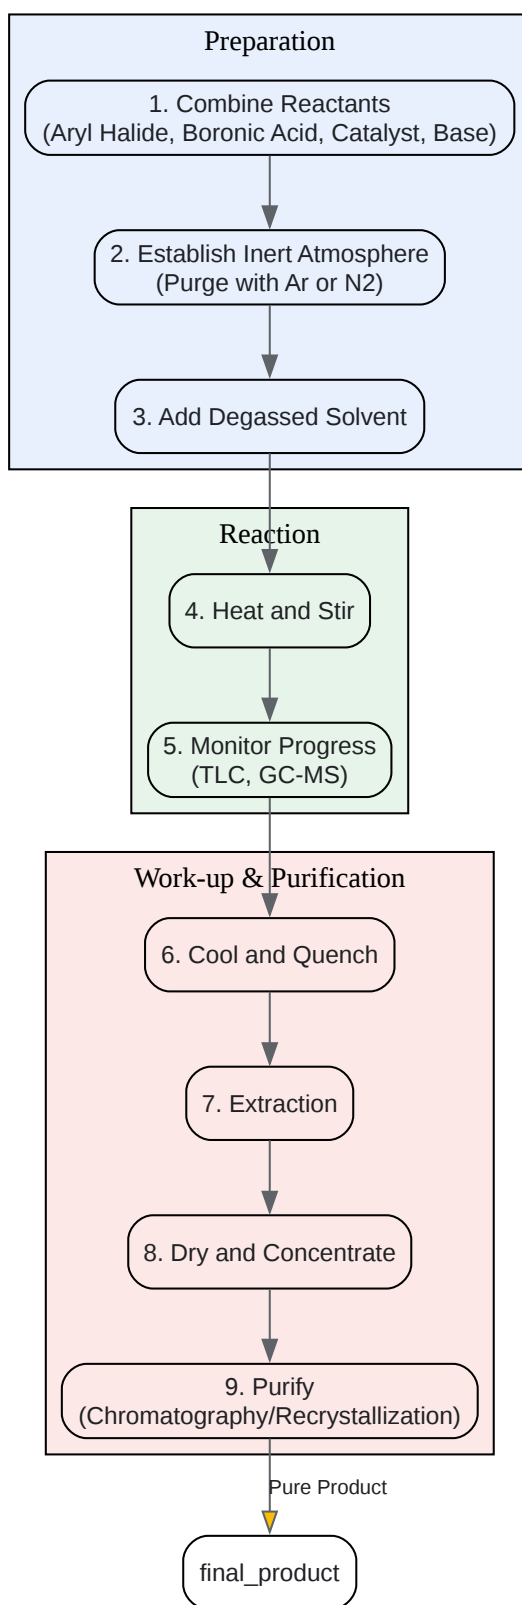 Preparation
1. Combine Reactants
(Aryl Halide, Boronic Acid, Catalyst, Base)
2. Establish Inert Atmosphere
(Purge with Ar or N2)
3. Add Degassed Solvent
Reaction
4. Heat and Stir
5. Monitor Progress
(TLC, GC-MS)
Work-up & Purification
6. Cool and Quench
7. Extraction
8. Dry and Concentrate
9. Purify
(Chromatography/Recrystallization)
Pure Product
final_product